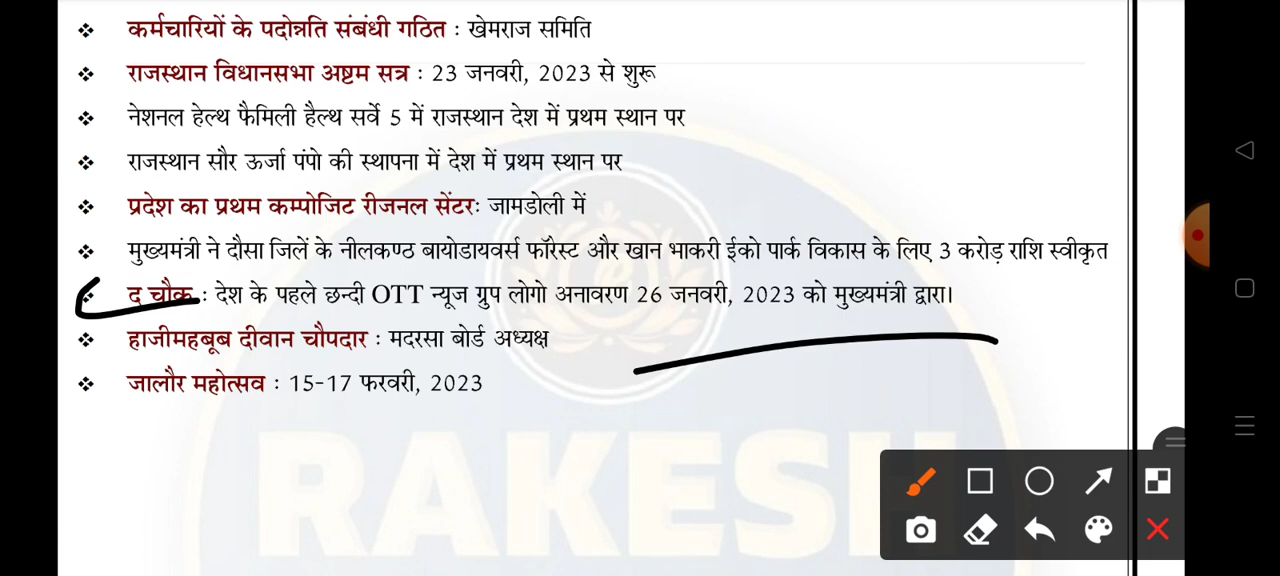 ❖ कर्मचारियों के पदोन्नति संबंधी गठित : खेमराज समिति
❖ राजस्थान विधानसभा अष्टम सत्र : 23 जनवरी, 2023 से शुरू
❖ नेशनल हेल्थ फैमिली हैल्थ सर्वे 5 में राजस्थान देश में प्रथम स्थान पर
❖ राजस्थान सौर ऊर्जा पंपो की स्थापना में देश में प्रथम स्थान पर
❖ प्रदेश का प्रथम कम्पोजिट रीजनल सेंटरः जामडोली में
❖ मुख्यमंत्री ने दौसा जिलें के नीलकण्ठ बायोडायवर्स फॉरेस्ट और खान भाकरी ईको पार्क विकास के लिए 3 करोड़ राशि स्वीकृत
❖ द चौक : देश के पहले छन्दी OTT न्यूज ग्रुप लोगो अनावरण 26 जनवरी, 2023 को मुख्यमंत्री द्वारा।
❖ हाजीमहबूब दीवान चौपदार : मदरसा बोर्ड अध्यक्ष
❖ जालौर महोत्सव : 15-17 फरवरी, 2023
RAKESH